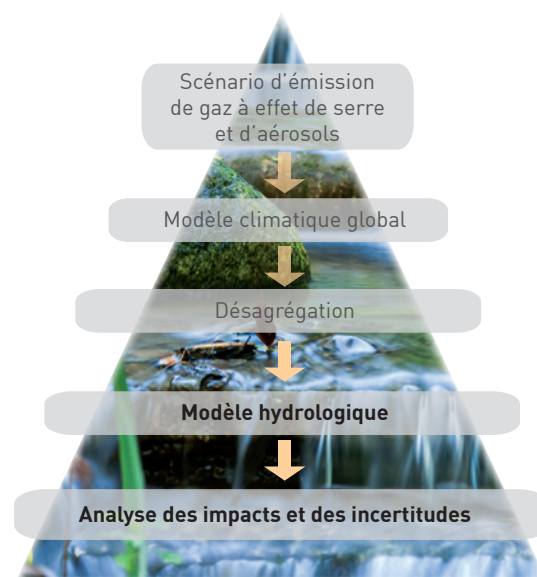 Scénario d'émission
de gaz à effet de serre
et d'aérosols
Modèle climatique global
Désagrégation
Modèle hydrologique
Analyse des impacts et des incertitudes